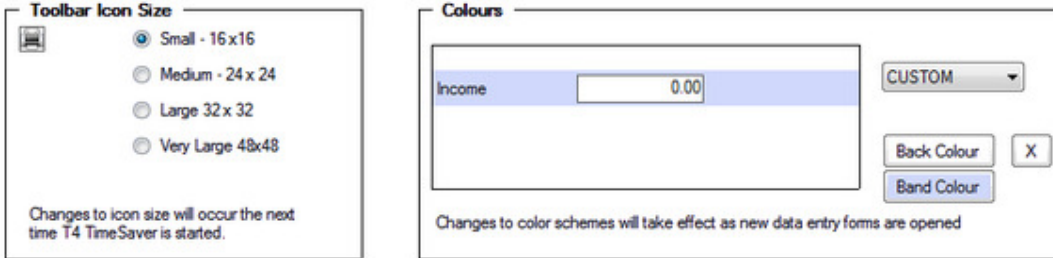 Toolbar Icon Size
Small - 16x16
Medium - 24 x 24
Large 32 x 32
Very Large 48x48
Changes to icon size will occur the next
time T4 TimeSaver is started.
Colours
Income 0.00
CUSTOM
Back Colour X
Band Colour
Changes to color schemes will take effect as new data entry forms are opened